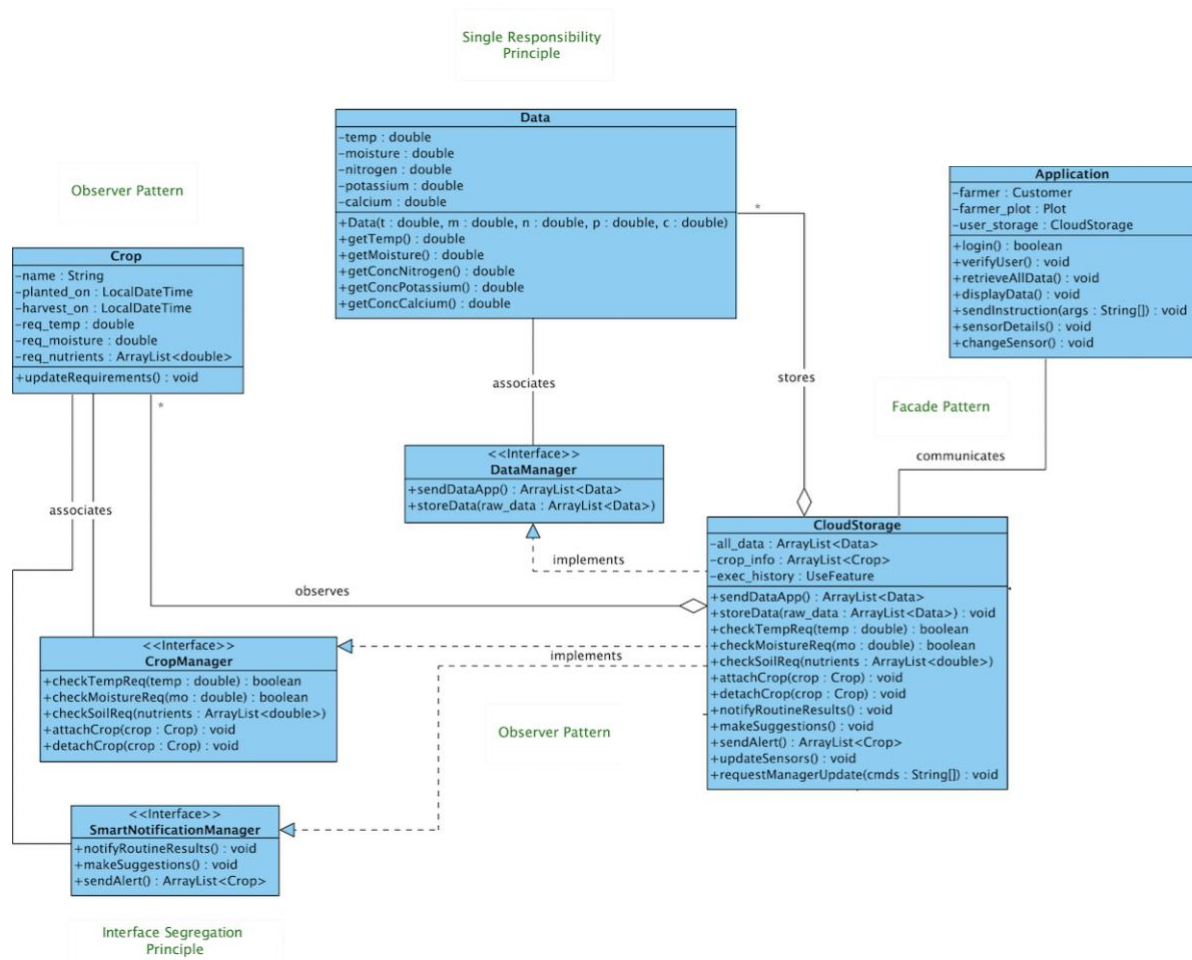 Single Responsibility
Principle
Data
-temp : double
-moisture : double
-nitrogen : double
-potassium : double
-calcium : double
+Data(t : double, m : double, n : double, p : double, c : double)
+getTemp() : double
+getMoisture() : double
+getConcNitrogen() : double
+getConcPotassium() : double
+getConcCalcium() : double
Observer Pattern
Crop
-name : String
-planted_on : LocalDateTime
-harvest_on : LocalDateTime
-req_temp : double
-req_moisture : double
-req_nutrients : ArrayList<double>
+updateRequirements() : void
*
Application
-farmer : Customer
-farmer_plot : Plot
-user_storage : CloudStorage
+login() : boolean
+verifyUser() : void
+retrieveAllData() : void
+displayData() : void
+sendInstruction(args : String[]) : void
+sensorDetails() : void
+changeSensor() : void
*
associates
stores
Facade Pattern
communicates
<<Interface>>
DataManager
+sendDataApp() : ArrayList<Data>
+storeData(raw_data : ArrayList<Data>)
associates
implements
observes
CloudStorage
-all_data : ArrayList<Data>
-crop_info : ArrayList<Crop>
-exec_history : UseFeature
+sendDataApp() : ArrayList<Data>
+storeData(raw_data : ArrayList<Data>) : void
+checkTempReq(temp : double) : boolean
+checkMoistureReq(mo : double) : boolean
+checkSoilReq(nutrients : ArrayList<double>)
+attachCrop(crop : Crop) : void
+detachCrop(crop : Crop) : void
+notifyRoutineResults() : void
+makeSuggestions() : void
+sendAlert() : ArrayList<Crop>
+updateSensors() : void
+requestManagerUpdate(cmds : String[]) : void
<<Interface>>
CropManager
+checkTempReq(temp : double) : boolean
+checkMoistureReq(mo : double) : boolean
+checkSoilReq(nutrients : ArrayList<double>)
+attachCrop(crop : Crop) : void
+detachCrop(crop : Crop) : void
implements
Observer Pattern
<<Interface>>
SmartNotificationManager
+notifyRoutineResults() : void
+makeSuggestions() : void
+sendAlert() : ArrayList<Crop>
Interface Segregation
Principle